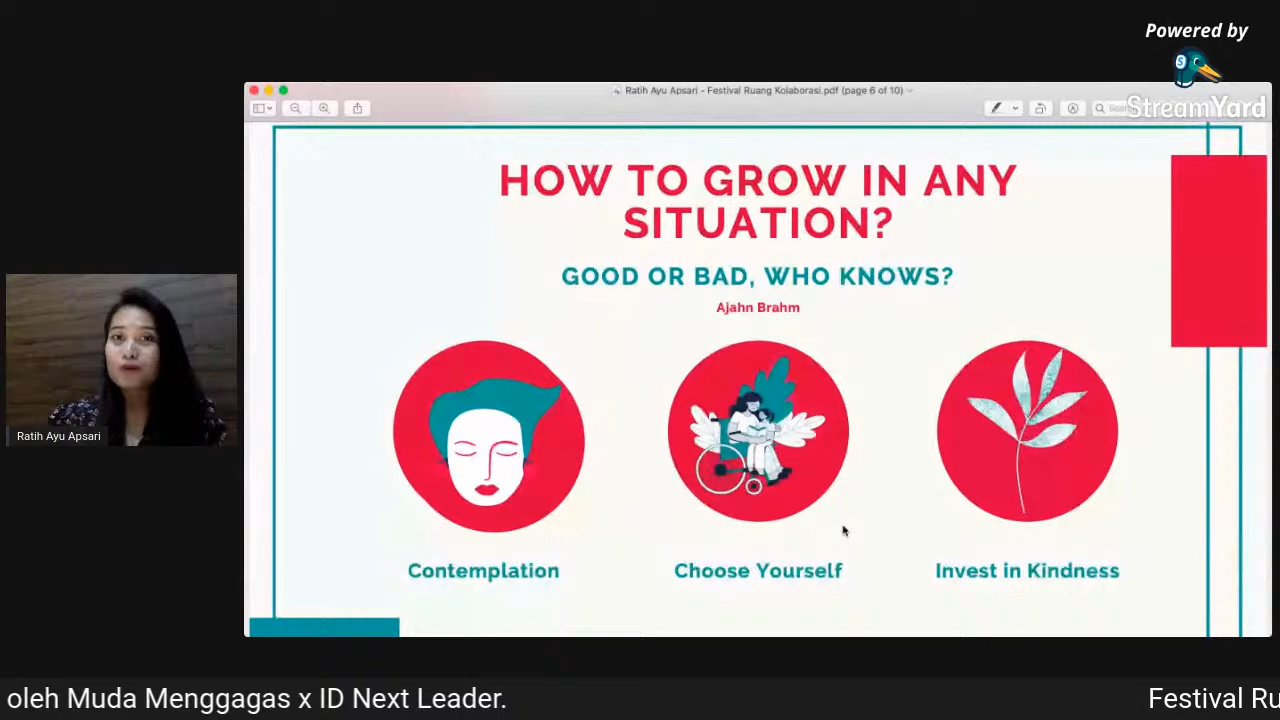 Powered by
S
StreamYard
Ratih Ayu Apsari - Festival Ruang Kolaborasi.pdf (page 6 of 10)
HOW TO GROW IN ANY
SITUATION?
GOOD OR BAD, WHO KNOWS?
Ajahn Brahm
Contemplation
Choose Yourself
Invest in Kindness
Ratih Ayu Apsari
oleh Muda Menggagas x ID Next Leader.
Festival Ru